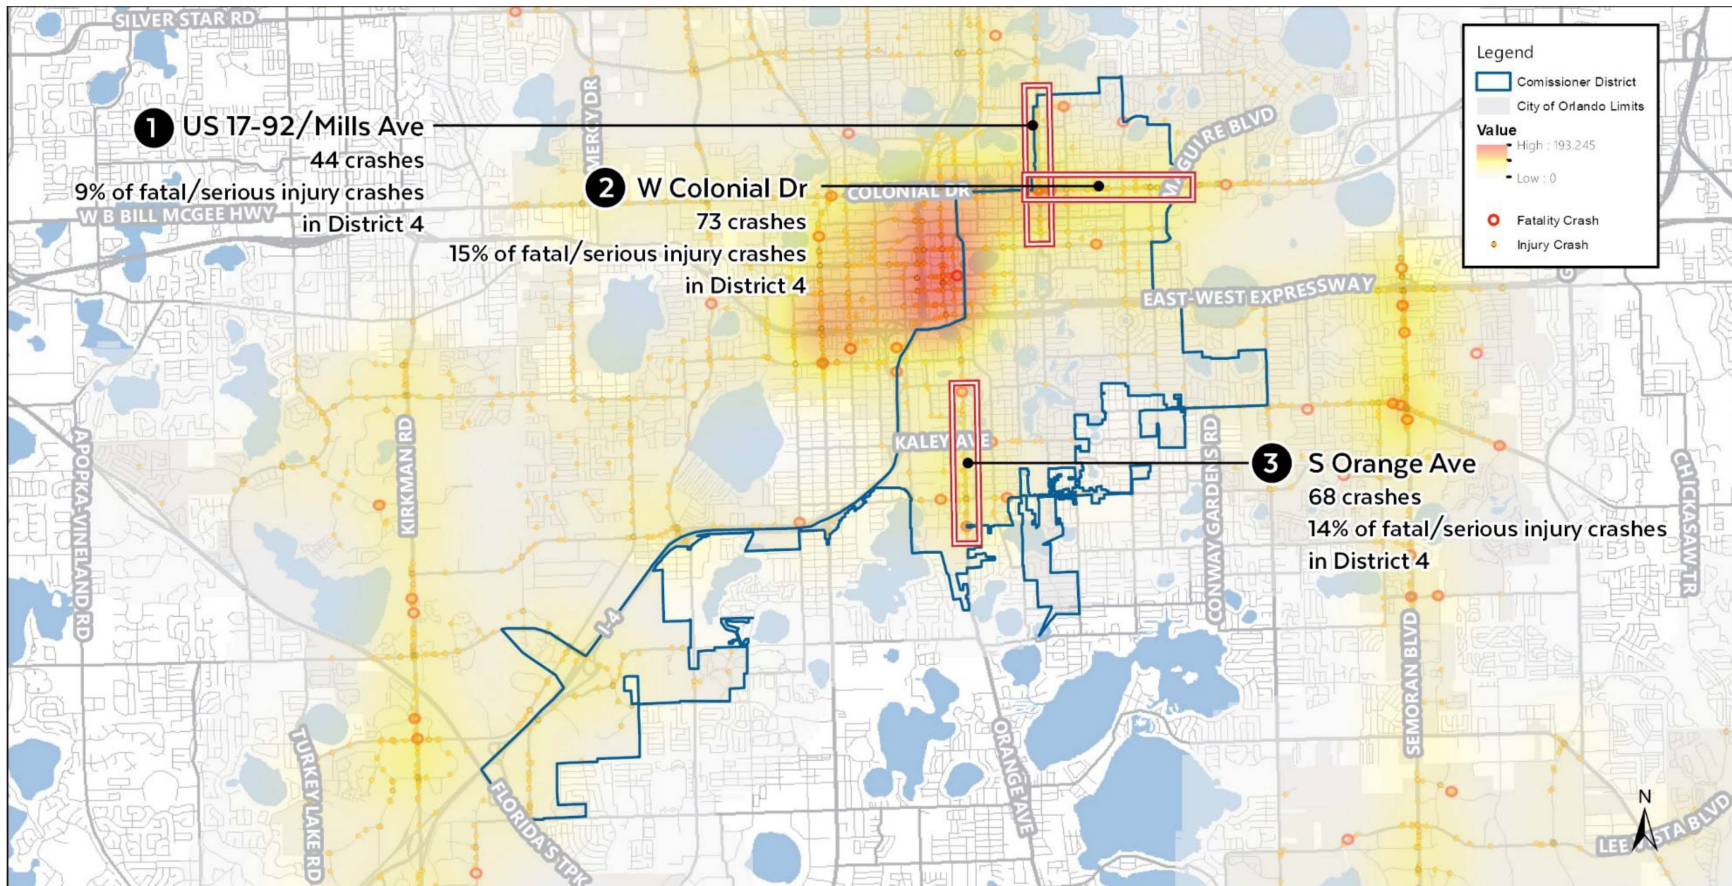 SILVER STAR RD
MERCY DR
1 US 17-92/Mills Ave
44 crashes
9% of fatal/serious injury crashes
in District 4
W B BILL MCGEE HWY
2 W Colonial Dr
73 crashes
15% of fatal/serious injury crashes
in District 4
COLONIAL DR
MAGUIRE BLVD
Legend
Comissioner District
City of Orlando Limits
Value
High : 193.245
Low : 0
Fatality Crash
Injury Crash
EAST-WEST EXPRESSWAY
KALEY AVE
3 S Orange Ave
68 crashes
14% of fatal/serious injury crashes
in District 4
APOPKA-VINELAND RD
KIRKMAN RD
CONWAY GARDENS RD
CHICKASAW TR
I-4
SEMORAN BLVD
ORANGE AVE
TURKEY LAKE RD
FLORIDA'S TPK
N
LEE VISTA BLVD